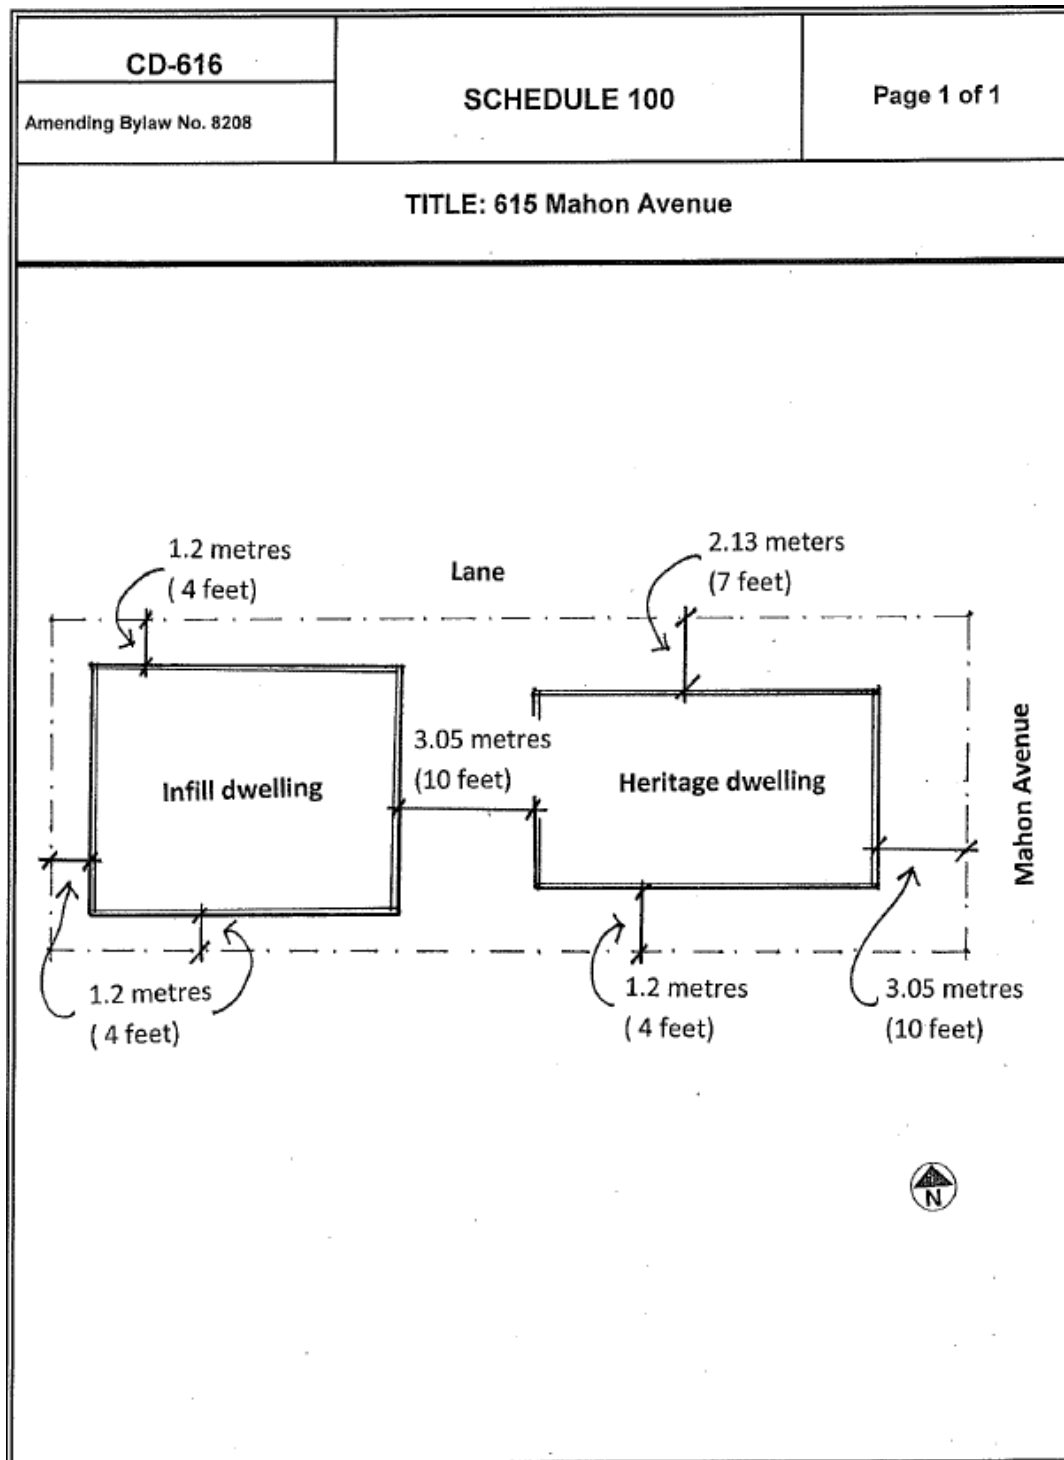 CD-616
Amending Bylaw No. 8208
SCHEDULE 100
Page 1 of 1
TITLE: 615 Mahon Avenue
1.2 metres
( 4 feet)
Lane
2.13 meters
(7 feet)
3.05 metres
(10 feet)
Infill dwelling
Heritage dwelling
Mahon Avenue
1.2 metres
( 4 feet)
1.2 metres
( 4 feet)
3.05 metres
(10 feet)
N